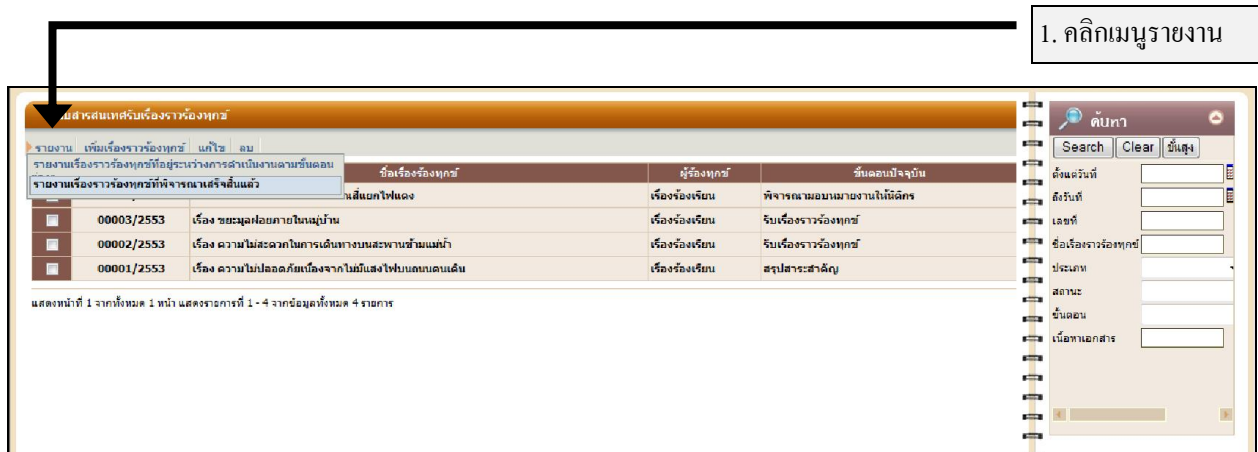 1. คลิกเมนูรายงาน
สารสนเทศรับเรื่องราวร้องทุกข์
รายงาน เพิ่มเรื่องราวร้องทุกข์ แก้ไข ลบ
รายงานเรื่องราวร้องทุกข์ที่อยู่ระหว่างการดำเนินงานตามขั้นตอน
รายงานเรื่องราวร้องทุกข์ที่พิจารณาเสร็จสิ้นแล้ว
ชื่อเรื่องร้องทุกข์ ผู้ร้องทุกข์ ขั้นตอนปัจจุบัน
สี่แยกไฟแดง เรื่องร้องเรียน พิจารณามอบหมายงานให้นิติกร
00003/2553 เรื่อง ขยะมูลฝอยภายในหมู่บ้าน เรื่องร้องเรียน รับเรื่องราวร้องทุกข์
00002/2553 เรื่อง ความไม่สะดวกในการเดินทางบนสะพานข้ามแม่น้ำ เรื่องร้องเรียน รับเรื่องราวร้องทุกข์
00001/2553 เรื่อง ความไม่ปลอดภัยเนื่องจากไม่มีแสงไฟบนถนนคนเดิน เรื่องร้องเรียน สรุปสาระสำคัญ
แสดงหน้าที่ 1 จากทั้งหมด 1 หน้า แสดงรายการที่ 1 - 4 จากข้อมูลทั้งหมด 4 รายการ
ค้นหา
Search Clear ขั้นสูง
ตั้งแต่วันที่
ถึงวันที่
เลขที่
ชื่อเรื่องราวร้องทุกข์
ประเภท
สถานะ
ขั้นตอน
เนื้อหาเอกสาร